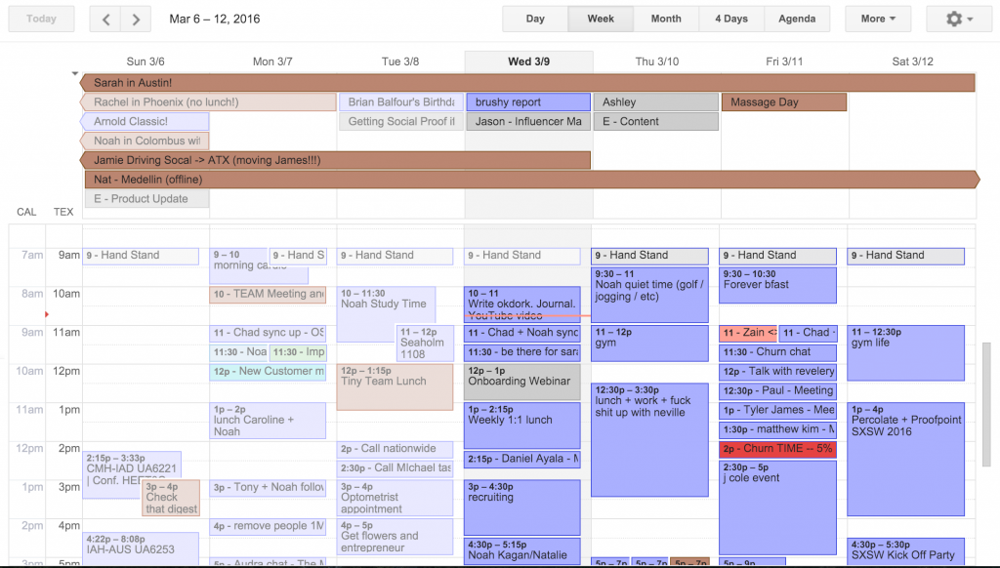 Today
Mar 6 – 12, 2016
Day
Week
Month
4 Days
Agenda
More
Sun 3/6
Mon 3/7
Tue 3/8
Wed 3/9
Thu 3/10
Fri 3/11
Sat 3/12
Sarah in Austin!
Rachel in Phoenix (no lunch!)
Brian Balfour's Birthda
brushy report
Ashley
Massage Day
Arnold Classic!
Getting Social Proof i
Jason - Influencer Ma
E - Content
Noah in Colombus wi
Jamie Driving Socal -> ATX (moving James!!!)
Nat - Medellin (offline)
E - Product Update
CAL
TEX
7am
8am
9am
10am
11am
12pm
1pm
2pm
3pm
9am
10am
11am
12pm
1pm
2pm
3pm
4pm
5pm
9 - Hand Stand
2:15p – 3:33p
CMH-IAD UA6221
| Conf.
3p – 4p
Check
that digest
4:22p – 8:08p
IAH-AUS UA6253
9 – 10
morning cardio
9 - Hand S
10 - TEAM Meeting and
11 - Chad sync up - OS
11:30 - Noa
11:30 - Imp
12p - New Customer m
1p – 2p
lunch Caroline +
Noah
3p - Tony + Noah follov
4p - remove people 1M
5p - Audra chat - The M
9 - Hand Stand
10 – 11:30
Noah Study Time
11 – 12p
Seaholm
1108
12p – 1:15p
Tiny Team Lunch
2p - Call nationwide
2:30p - Call MIchael tas
3p – 4p
Optometrist
appointment
4p – 5p
Get flowers and
entrepreneur
9 - Hand Stand
10 – 11
Write okdork. Journal.
YouTube video
11 - Chad + Noah sync
11:30 - be there for sara
12p – 1p
Onboarding Webinar
1p – 2:15p
Weekly 1:1 lunch
2:15p - Daniel Ayala - M
3p – 4:30p
recruiting
4:30p – 5:15p
Noah Kagan/Natalie
9 - Hand Stand
9:30 – 11
Noah quiet time (golf /
jogging / etc)
11 – 12p
gym
12:30p – 3:30p
lunch + work + fuck
shit up with neville
5p – 7p
5p – 7p
5p – 7p
9 - Hand Stand
9:30 – 10:30
Forever bfast
11 - Zain <>
11 - Chad -
11:30 - Churn chat
12p - Talk with revelery
12:30p - Paul - Meeting
1p - Tyler James - Mee
1:30p - matthew kim - M
2p - Churn TIME -- 5%
2:30p – 5p
j cole event
5p – 9p
9 - Hand Stand
11 – 12:30p
gym life
1p – 4p
Percolate + Proofpoint
SXSW 2016
4:30p – 5:30p
SXSW Kick Off Party